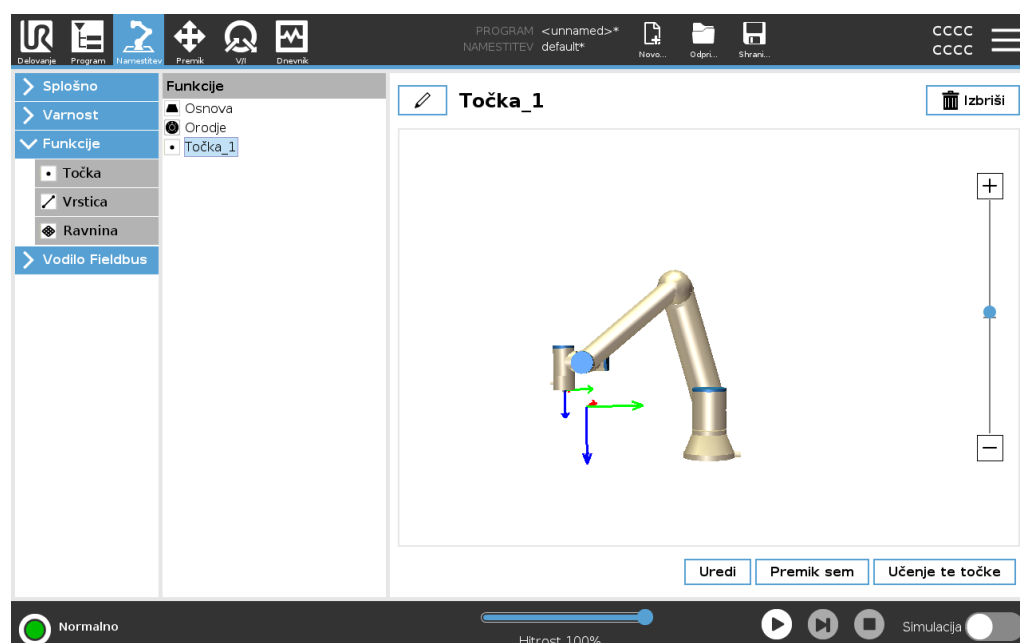 PROGRAM <unnamed>*
NAMESTITEV default*
cccc
cccc
Delovanje Program Namestitev Premik V/I Dnevnik Novo... Odpri... Shrani...
Splošno
Varnost
Funkcije
Točka
Vrstica
Ravnina
Vodilo Fieldbus
Funkcije
Osnova
Orodje
Točka_1
Točka_1
Izbriši
Uredi Premik sem Učenje te točke
Normalno
Hitrost 100%
Simulacija